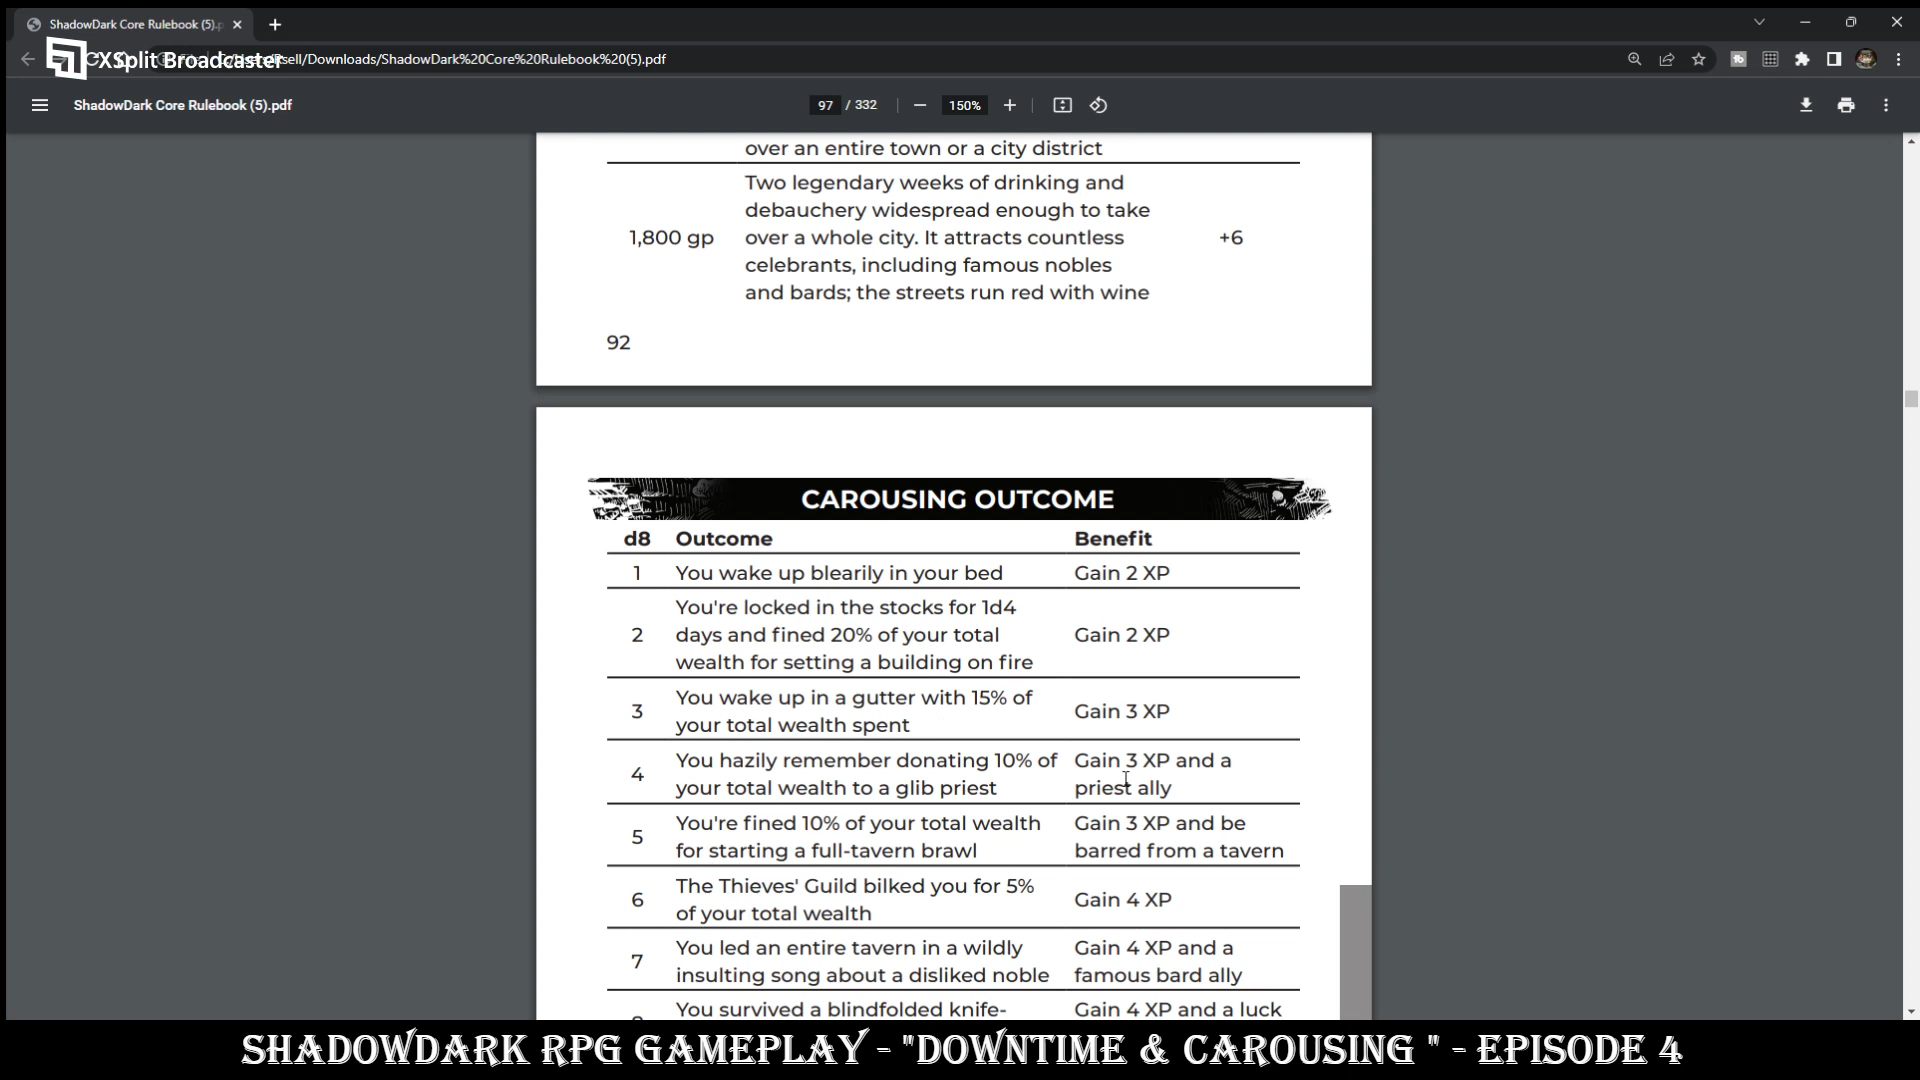 ShadowDark Core Rulebook (5).p
XSplit Broadcaster
sell/Downloads/ShadowDark%20Core%20Rulebook%20(5).pdf
ShadowDark Core Rulebook (5).pdf
97 / 332
150%
over an entire town or a city district
1,800 gp
Two legendary weeks of drinking and
debauchery widespread enough to take
over a whole city. It attracts countless
celebrants, including famous nobles
and bards; the streets run red with wine
+6
92
CAROUSING OUTCOME
d8 Outcome Benefit
1 You wake up blearily in your bed Gain 2 XP
2
You're locked in the stocks for 1d4
days and fined 20% of your total
wealth for setting a building on fire
Gain 2 XP
3
You wake up in a gutter with 15% of
your total wealth spent
Gain 3 XP
4
You hazily remember donating 10% of
your total wealth to a glib priest
Gain 3 XP and a
priest ally
5
You're fined 10% of your total wealth
for starting a full-tavern brawl
Gain 3 XP and be
barred from a tavern
6
The Thieves' Guild bilked you for 5%
of your total wealth
Gain 4 XP
7
You led an entire tavern in a wildly
insulting song about a disliked noble
Gain 4 XP and a
famous bard ally
You survived a blindfolded knife-
Gain 4 XP and a luck
SHADOWDARK RPG GAMEPLAY - "DOWNTIME & CAROUSING " - EPISODE 4